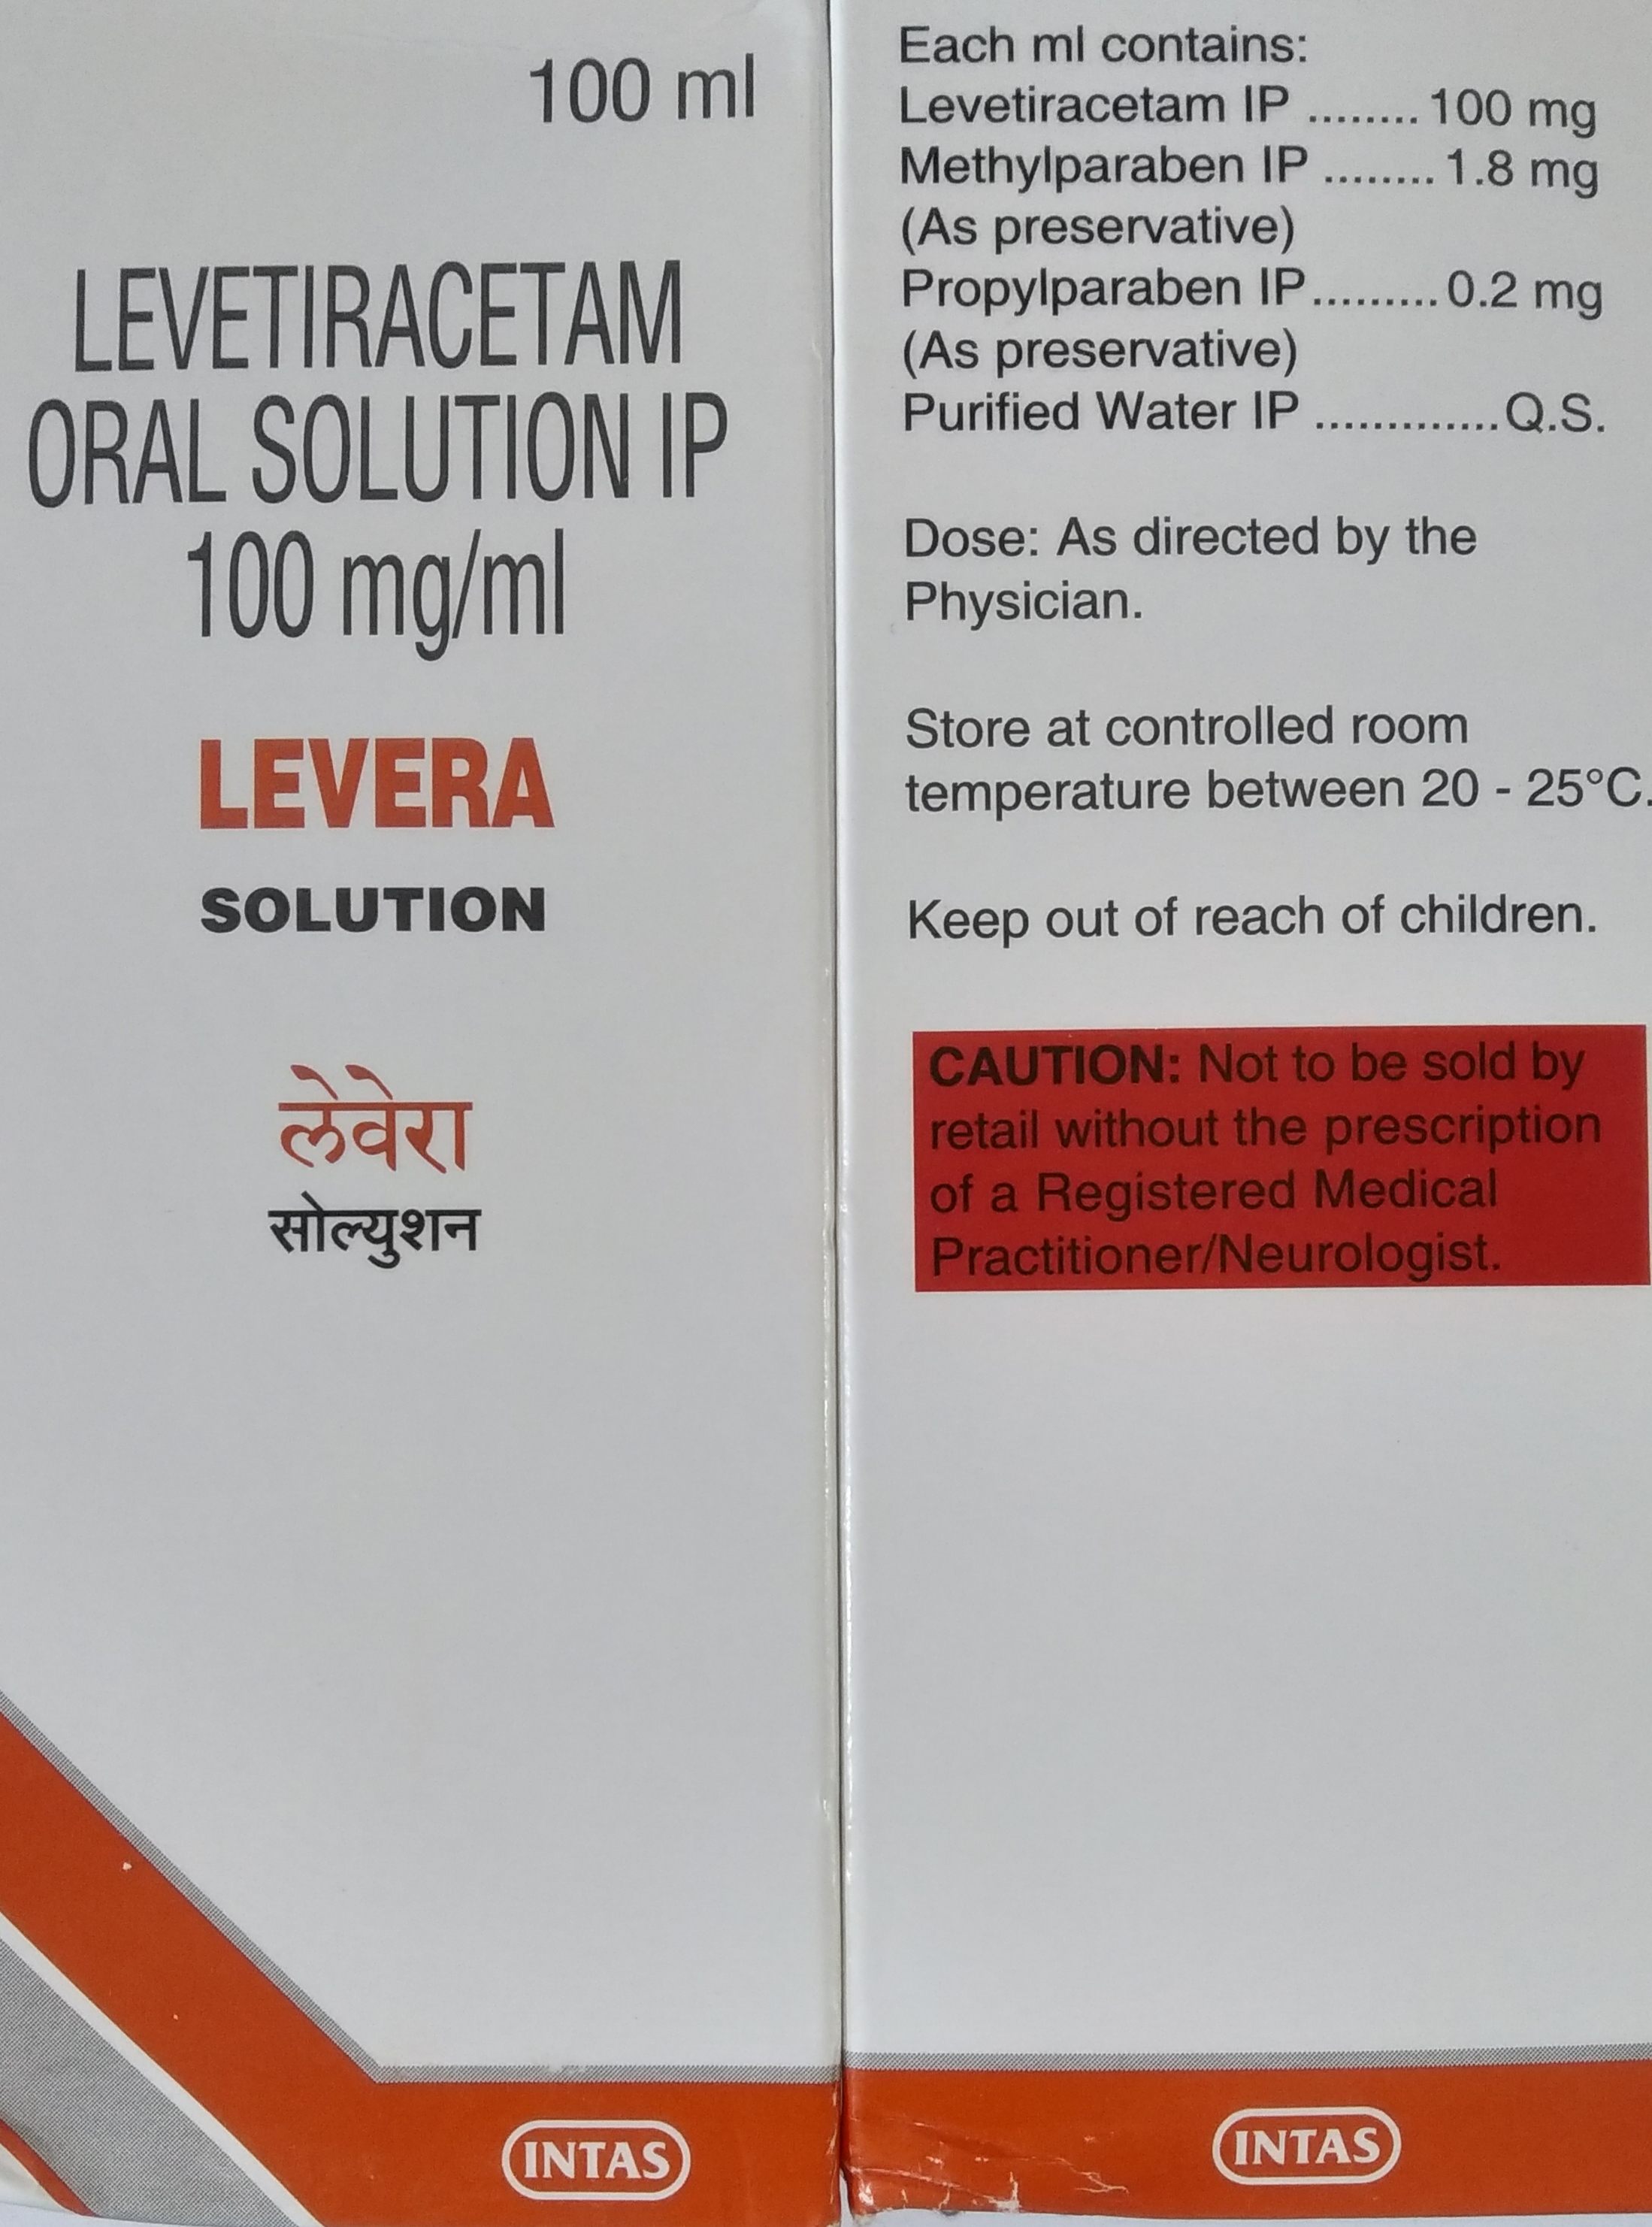 100 ml
LEVETIRACETAM
ORAL SOLUTION IP
100 mg/ml
LEVERA
SOLUTION
लेवेरा
सोल्युशन
INTAS
Each ml contains:
Levetiracetam IP ........ 100 mg
Methylparaben IP ........ 1.8 mg
(As preservative)
Propylparaben IP......... 0.2 mg
(As preservative)
Purified Water IP .............Q.S.
Dose: As directed by the
Physician.
Store at controlled room
temperature between 20 - 25°C.
Keep out of reach of children.
CAUTION: Not to be sold by
retail without the prescription
of a Registered Medical
Practitioner/Neurologist.
INTAS